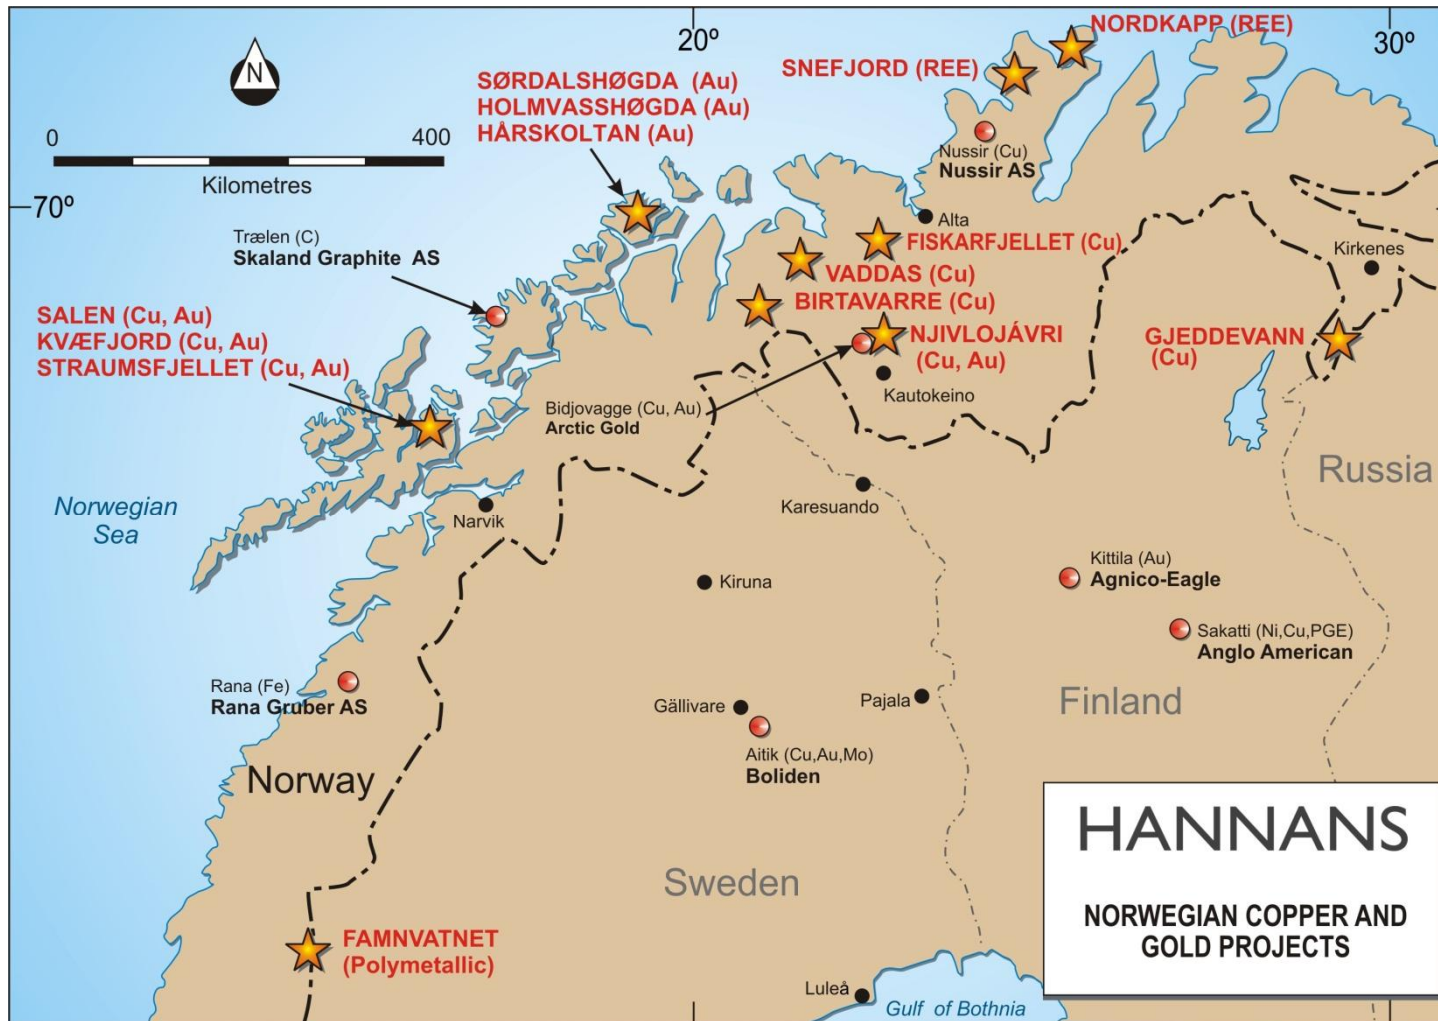 20º
30º
N
0
400
Kilometres
70º
NORDKAPP (REE)
SNEFJORD (REE)
SØRDALSHØGDA (Au)
HOLMVASSHØGDA (Au)
HÅRSKOLTAN (Au)
Nussir (Cu)
Nussir AS
Alta
Trælen (C)
Skaland Graphite AS
FISKARFJELLET (Cu)
Kirkenes
VADDAS (Cu)
BIRTAVARRE (Cu)
SALEN (Cu, Au)
KVÆFJORD (Cu, Au)
STRAUMSFJELLET (Cu, Au)
NJIVLOJÁVRI
(Cu, Au)
GJEDDEVANN
(Cu)
Kautokeino
Bidjovagge (Cu, Au)
Arctic Gold
Russia
Norwegian
Sea
Narvik
Karesuando
Kiruna
Kittila (Au)
Agnico-Eagle
Sakatti (Ni,Cu,PGE)
Anglo American
Rana (Fe)
Rana Gruber AS
Gällivare
Pajala
Finland
Aitik (Cu,Au,Mo)
Boliden
Norway
Sweden
HANNANS
NORWEGIAN COPPER AND
GOLD PROJECTS
FAMNVATNET
(Polymetallic)
Luleå
Gulf of Bothnia